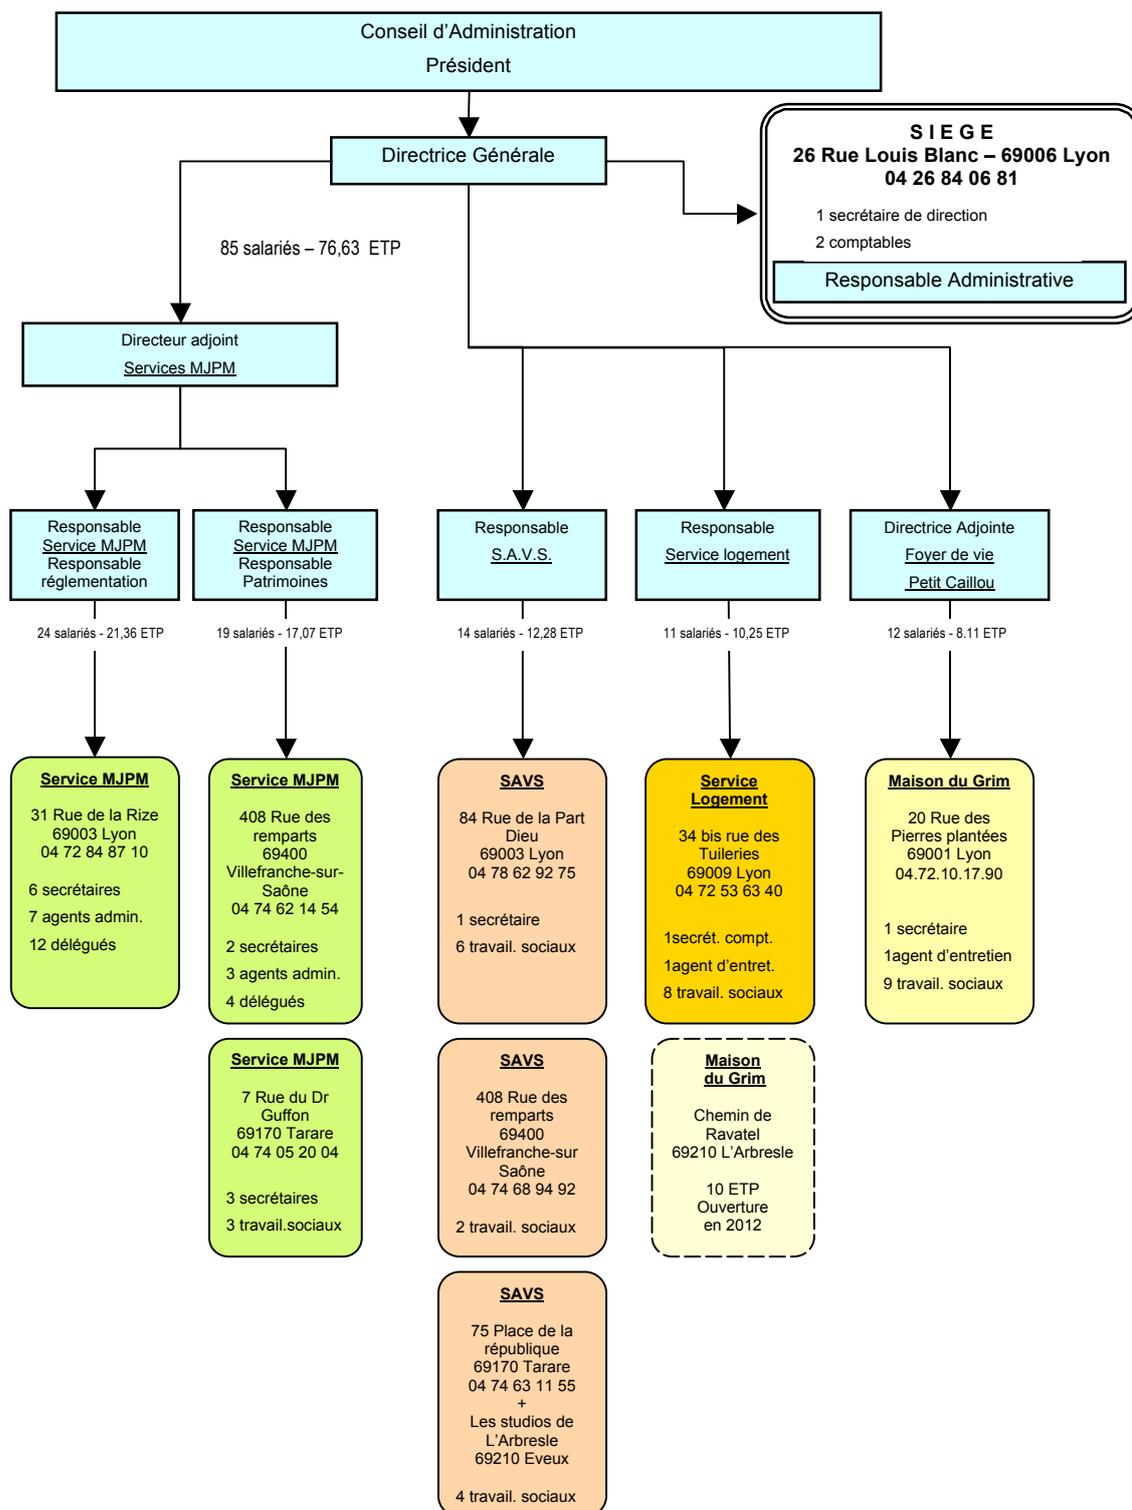 Conseil d'Administration
Président
Directrice Générale
S I E G E
26 Rue Louis Blanc – 69006 Lyon
04 26 84 06 81
1 secrétaire de direction
2 comptables
Responsable Administrative
85 salariés – 76,63 ETP
Directeur adjoint
Services MJPM
Responsable
Service MJPM
Responsable
réglementation
Responsable
Service MJPM
Responsable
Patrimoines
Responsable
S.A.V.S.
Responsable
Service logement
Directrice Adjointe
Foyer de vie
Petit Caillou
24 salariés - 21,36 ETP
19 salariés - 17,07 ETP
14 salariés - 12,28 ETP
11 salariés - 10,25 ETP
12 salariés - 8.11 ETP
Service MJPM
31 Rue de la Rize
69003 Lyon
04 72 84 87 10
6 secrétaires
7 agents admin.
12 délégués
Service MJPM
408 Rue des
remparts
69400
Villefranche-sur-
Saône
04 74 62 14 54
2 secrétaires
3 agents admin.
4 délégués
SAVS
84 Rue de la Part
Dieu
69003 Lyon
04 78 62 92 75
1 secrétaire
6 travail. sociaux
Service
Logement
34 bis rue des
Tuileries
69009 Lyon
04 72 53 63 40
1secrét. compt.
1agent d'entret.
8 travail. sociaux
Maison du Grim
20 Rue des
Pierres plantées
69001 Lyon
04.72.10.17.90
1 secrétaire
1agent d'entretien
9 travail. sociaux
Service MJPM
7 Rue du Dr
Guffon
69170 Tarare
04 74 05 20 04
3 secrétaires
3 travail.sociaux
SAVS
408 Rue des
remparts
69400
Villefranche-sur
Saône
04 74 68 94 92
2 travail. sociaux
Maison
du Grim
Chemin de
Ravatel
69210 L'Arbresle
10 ETP
Ouverture
en 2012
SAVS
75 Place de la
république
69170 Tarare
04 74 63 11 55
+
Les studios de
L'Arbresle
69210 Eveux
4 travail. sociaux